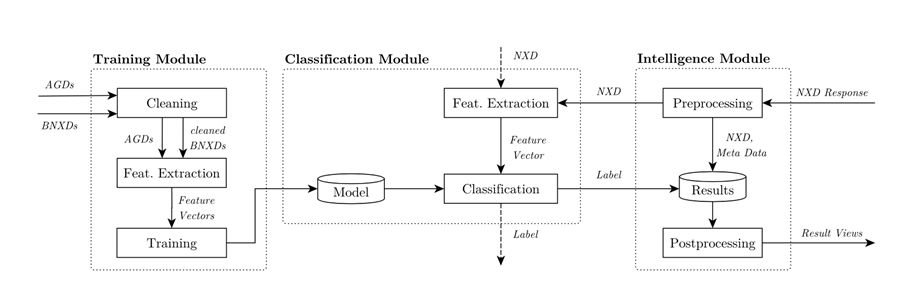 Training Module
AGDs
BNXDs
Cleaning
AGDs
cleaned
BNXDs
Feat. Extraction
Feature
Vectors
Training
Classification Module
NXD
Feat. Extraction
NXD
Feature
Vector
Model
Classification
Label
Label
Intelligence Module
Preprocessing
NXD Response
NXD,
Meta Data
Results
Postprocessing
Result Views